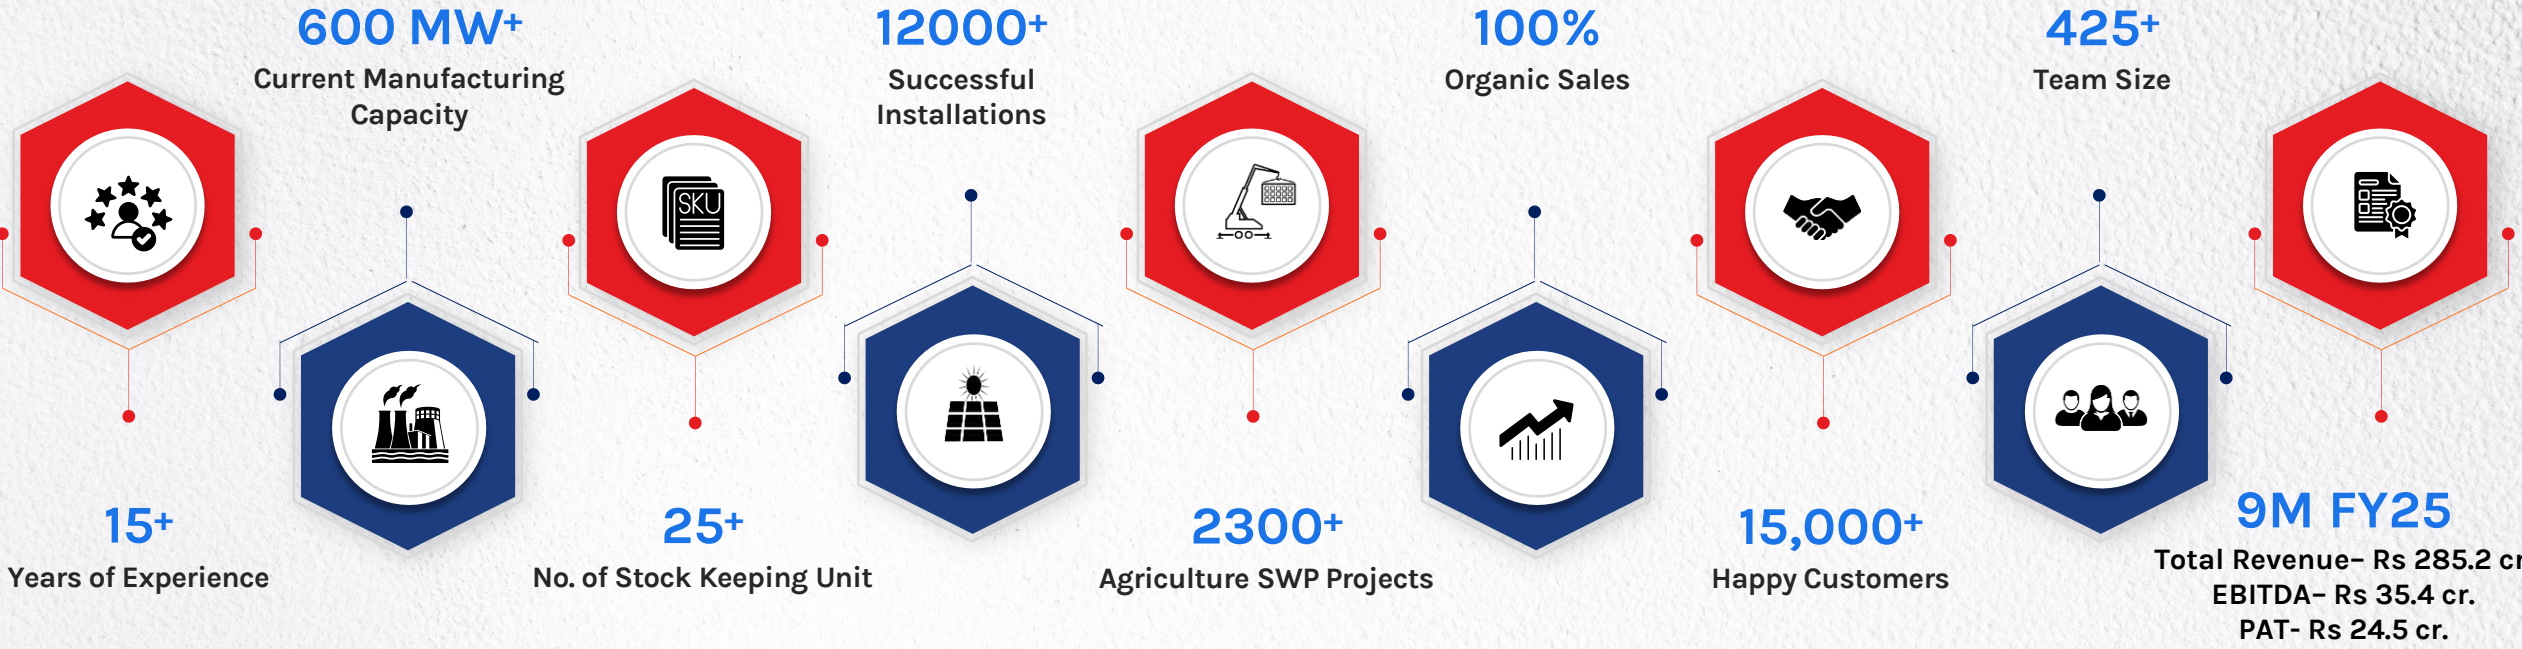 600 MW+
Current Manufacturing
Capacity
12000+
Successful
Installations
100%
Organic Sales
425+
Team Size
SKU
15+
Years of Experience
25+
No. of Stock Keeping Unit
2300+
Agriculture SWP Projects
15,000+
Happy Customers
9M FY25
Total Revenue– Rs 285.2 cr
EBITDA– Rs 35.4 cr.
PAT- Rs 24.5 cr.